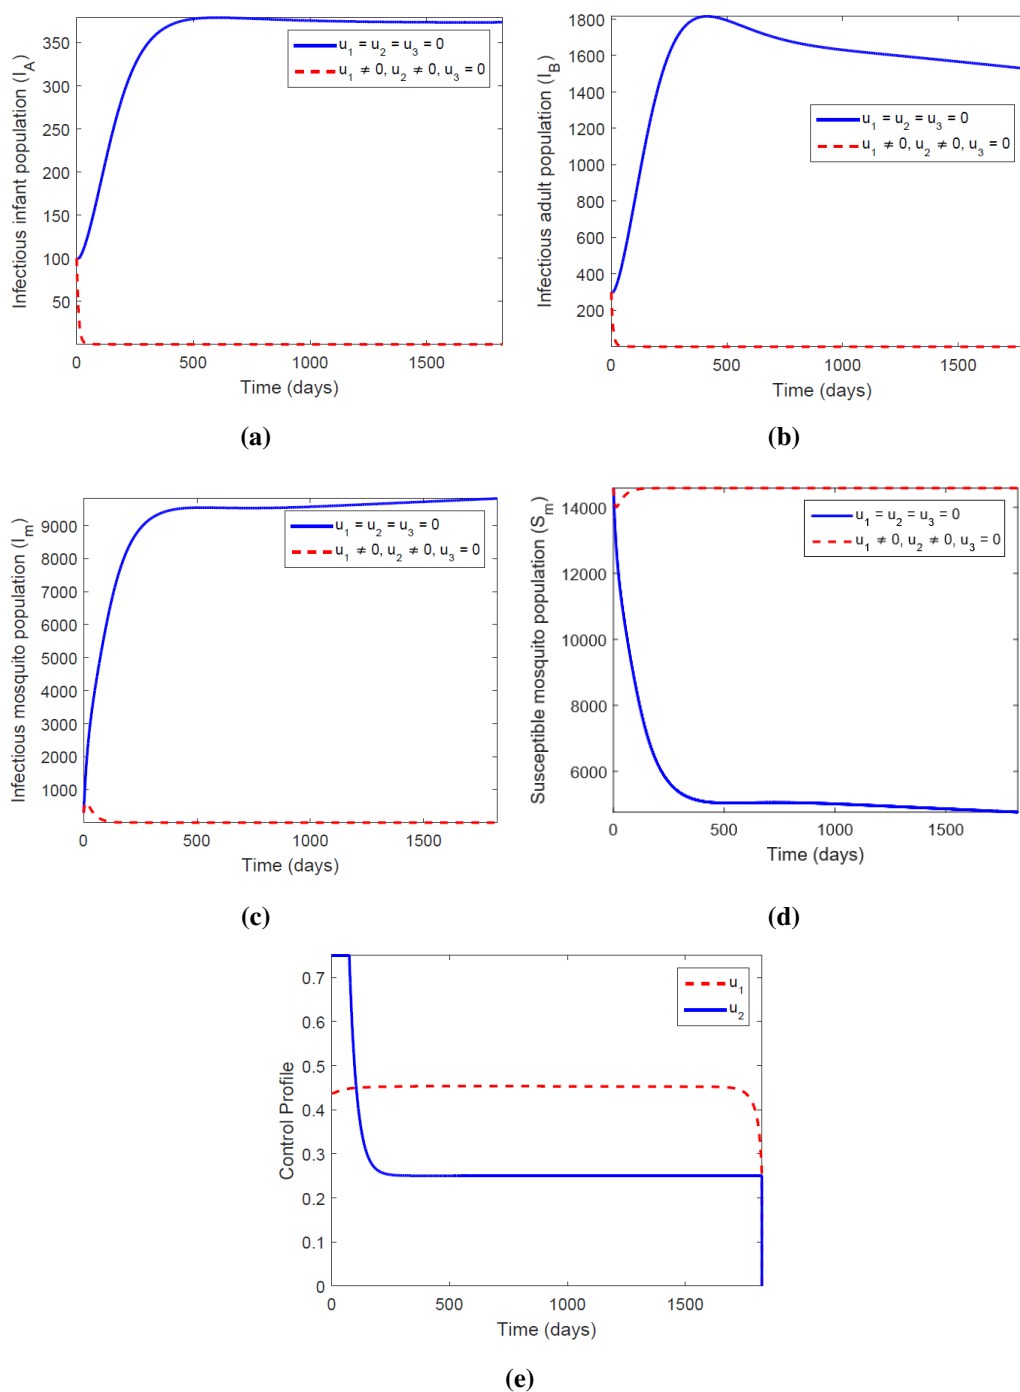 Infectious infant population (I_A)
350
300
250
200
150
100
50
0
500
1000
1500
Time (days)
u_1 = u_2 = u_3 = 0
u_1 ≠ 0, u_2 ≠ 0, u_3 = 0
(a)
Infectious adult population (I_B)
1800
1600
1400
1200
1000
800
600
400
200
0
500
1000
1500
Time (days)
u_1 = u_2 = u_3 = 0
u_1 ≠ 0, u_2 ≠ 0, u_3 = 0
(b)
Infectious mosquito population (I_m)
9000
8000
7000
6000
5000
4000
3000
2000
1000
0
500
1000
1500
Time (days)
u_1 = u_2 = u_3 = 0
u_1 ≠ 0, u_2 ≠ 0, u_3 = 0
(c)
Susceptible mosquito population (S_m)
14000
12000
10000
8000
6000
0
500
1000
1500
Time (days)
u_1 = u_2 = u_3 = 0
u_1 ≠ 0, u_2 ≠ 0, u_3 = 0
(d)
Control Profile
0.7
0.6
0.5
0.4
0.3
0.2
0.1
0
0
500
1000
1500
Time (days)
u_1
u_2
(e)